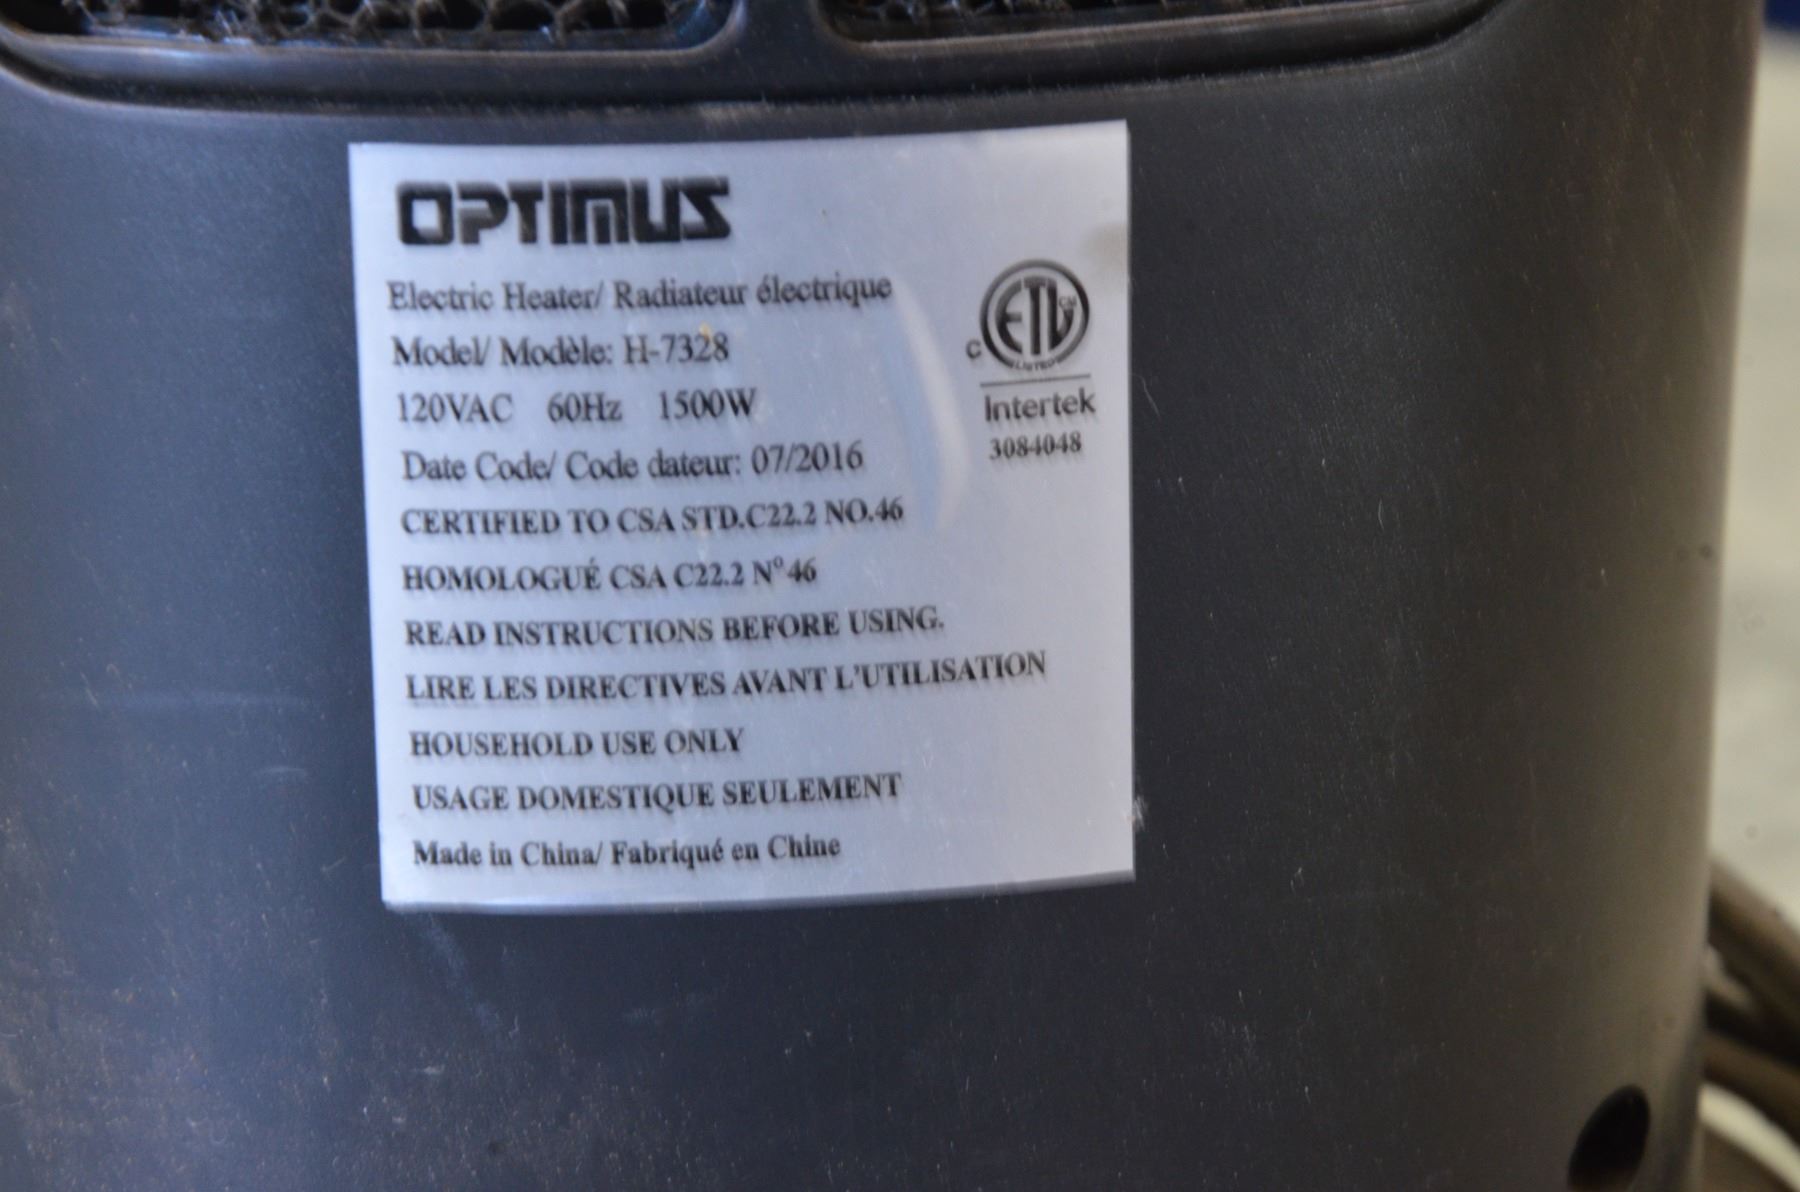 OPTIMUS
Electric Heater/ Radiateur électrique
Model/ Modèle: H-7328
120VAC 60Hz 1500W
Date Code/ Code dateur: 07/2016
CERTIFIED TO CSA STD.C22.2 NO.46
HOMOLOGUÉ CSA C22.2 N° 46
READ INSTRUCTIONS BEFORE USING.
LIRE LES DIRECTIVES AVANT L'UTILISATION
HOUSEHOLD USE ONLY
USAGE DOMESTIQUE SEULEMENT
Made in China/ Fabriqué en Chine
ETL CM
LISTED
C
Intertek
3084048